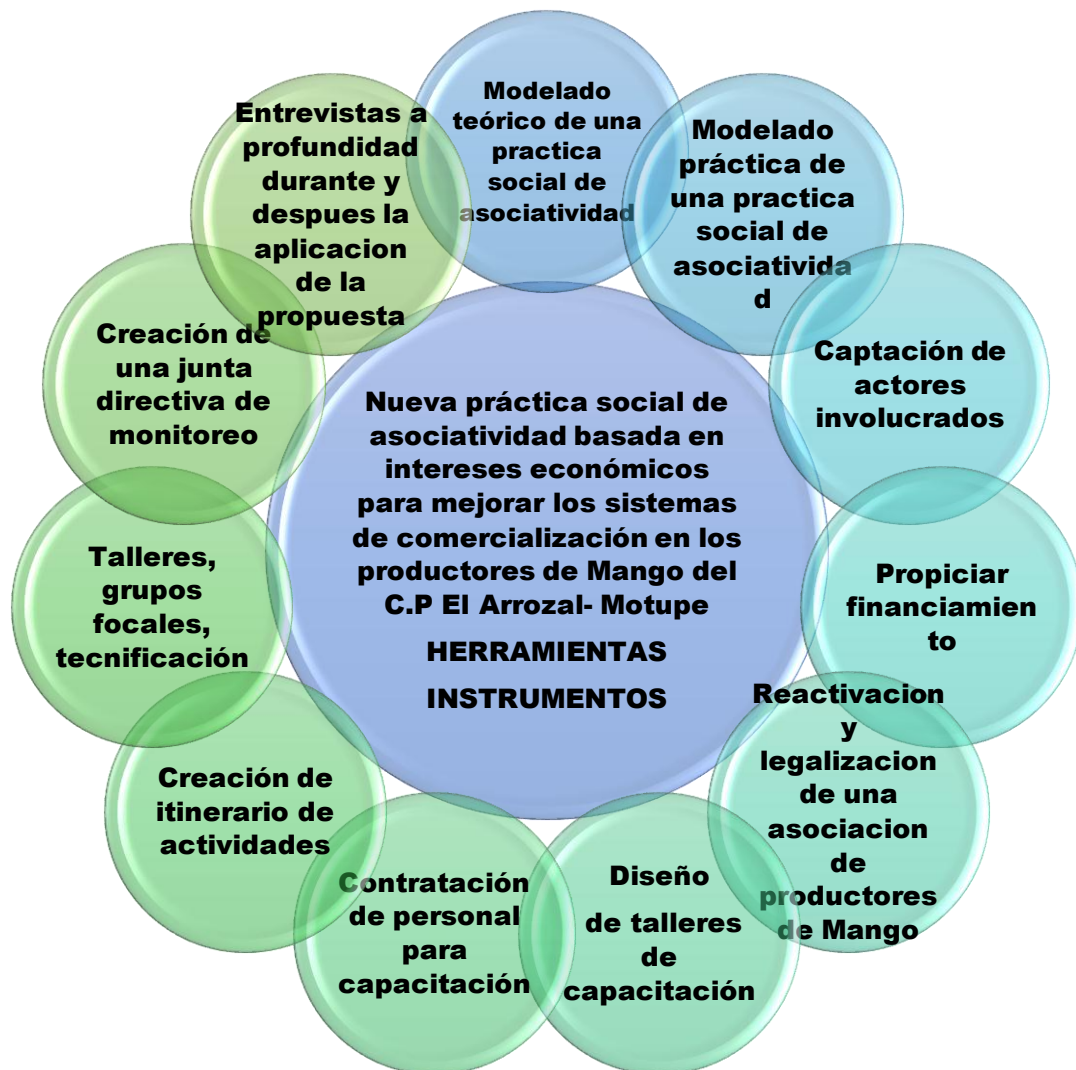 Modelado
teórico de una
practica
social de
asociatividad
Modelado
práctica de
una practica
social de
asociativida
d
Captación de
actores
involucrados
Propiciar
financiamien
to
Reactivacion
y
legalizacion
de una
asociacion
de
productores
de Mango
Diseño
de talleres
de
capacitación
Contratación
de personal
para
capacitación
Creación de
itinerario de
actividades
Talleres,
grupos
focales,
tecnificación
Creación de
una junta
directiva de
monitoreo
Entrevistas a
profundidad
durante y
despues la
aplicacion
de la
propuesta
Nueva práctica social de
asociatividad basada en
intereses económicos
para mejorar los sistemas
de comercialización en los
productores de Mango del
C.P El Arrozal- Motupe
HERRAMIENTAS
INSTRUMENTOS